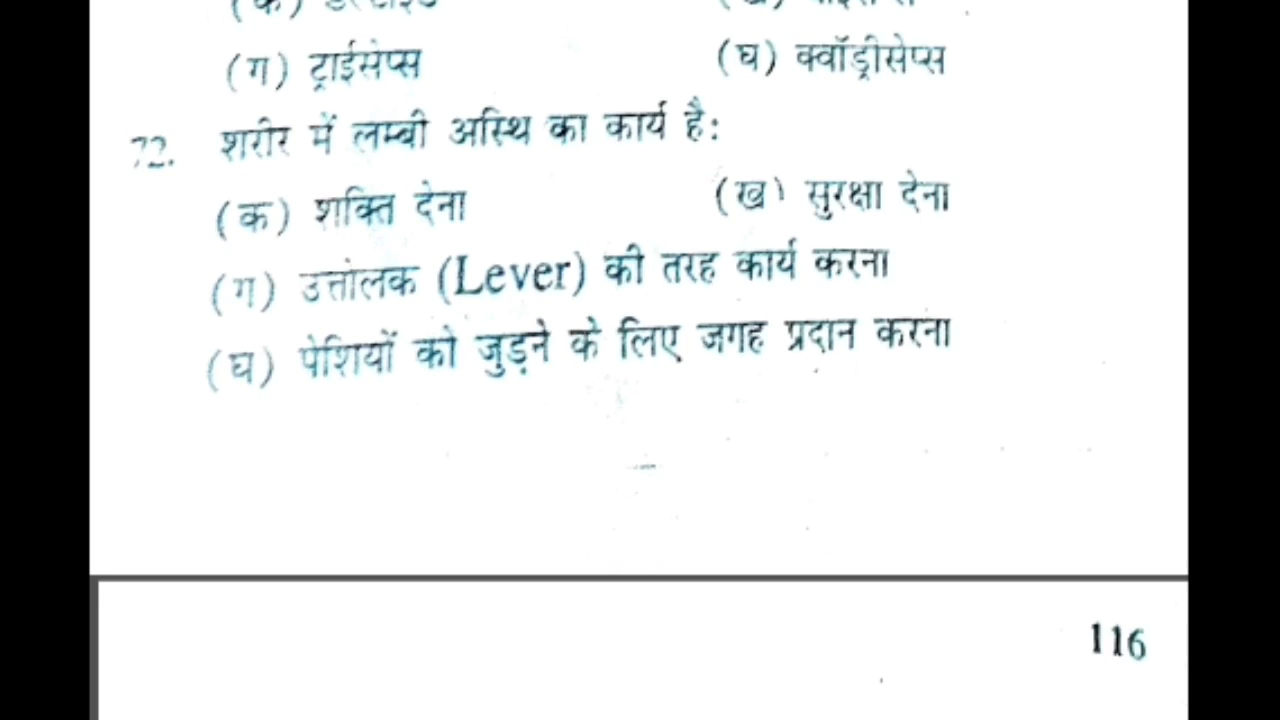 (ग) ट्राईसेप्स (घ) क्वॉड्रीसेप्स
72. शरीर में लम्बी अस्थि का कार्य है:
(क) शक्ति देना (ख) सुरक्षा देना
(ग) उत्तोलक (Lever) की तरह कार्य करना
(घ) पेशियों को जुड़ने के लिए जगह प्रदान करना
116